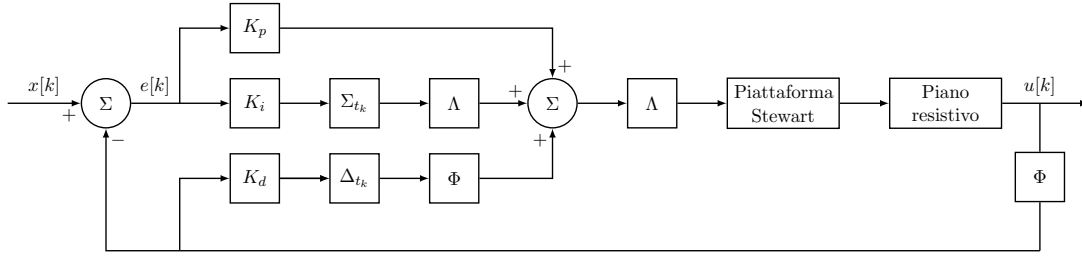 K_p
x[k]
e[k]
+
Σ
−
K_i
Σ_{t_k}
Λ
+
+
Σ
+
Λ
Piattaforma
Stewart
Piano
resistivo
u[k]
K_d
Δ_{t_k}
Φ
Φ